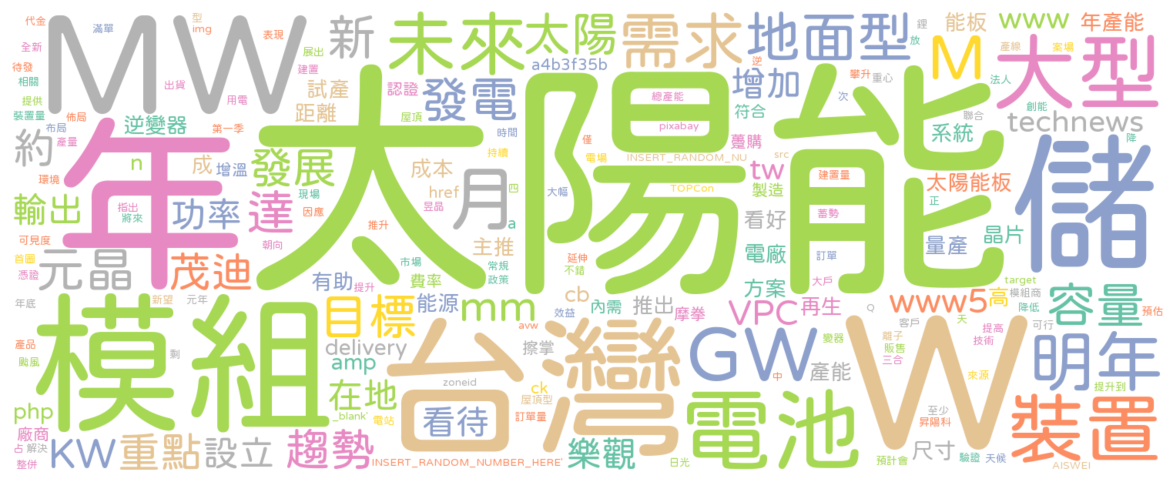 代金
型
滿單
img
表現
全新
展出
待發
建置
相關
出貨
用電
提供
裝置量
佈局
布局
第一季
產量
MW
新
未來
太陽
需求
地面型
www
年產能
能板
鋰
a4b3f35b
認證
發電
增加
M
大型
放
逆
攀升
重心
產線
案場
法人
創能
聯合
technews
試產
距離
屋頂
總產能
次
符合
pixabay
躉購
僅
系統
降
時間
持續
電場
INSERT_RANDOM_NU
src
建置量
太陽能板
正
逆變器
約
n
成
增溫
年
太陽能
儲
發展
成本
href
昱晶
四
TOPCon
大幅
tw
製造
蓄勢
現場
因應
推升
月
a
看好
電廠
訂單
量產
晶片
環境
指出
將來
輸出
功率
達
主推
朝向
可見度
首圖
憑證
元晶
茂迪
有助
提升
市場
常規
政策
費率
延伸
不錯
大戶
方案
target
年底
新望
元年
目標
能源
mm
效益
cb
內需
推出
摩拳
VPC
再生
www5
高
模組商
降低
容量
預估
模組
台灣
avw
GW
W
Q
客戶
天
提高
技術
可行
明年
產品
颱風
剩
delivery
擦掌
amp
zoneid
ck
產能
變器
離子
販售
三合
中
來源
提升到
在地
_blank'
電站
看待
屋頂型
訂單量
電池
至少
昇陽科
裝置
php
廠商
占
解決
整併
KW
重點
設立
趨勢
INSERT_RANDOM_NUMBER_HERE'
樂觀
日光
預計會
尺寸
驗證
天候
AISWEI